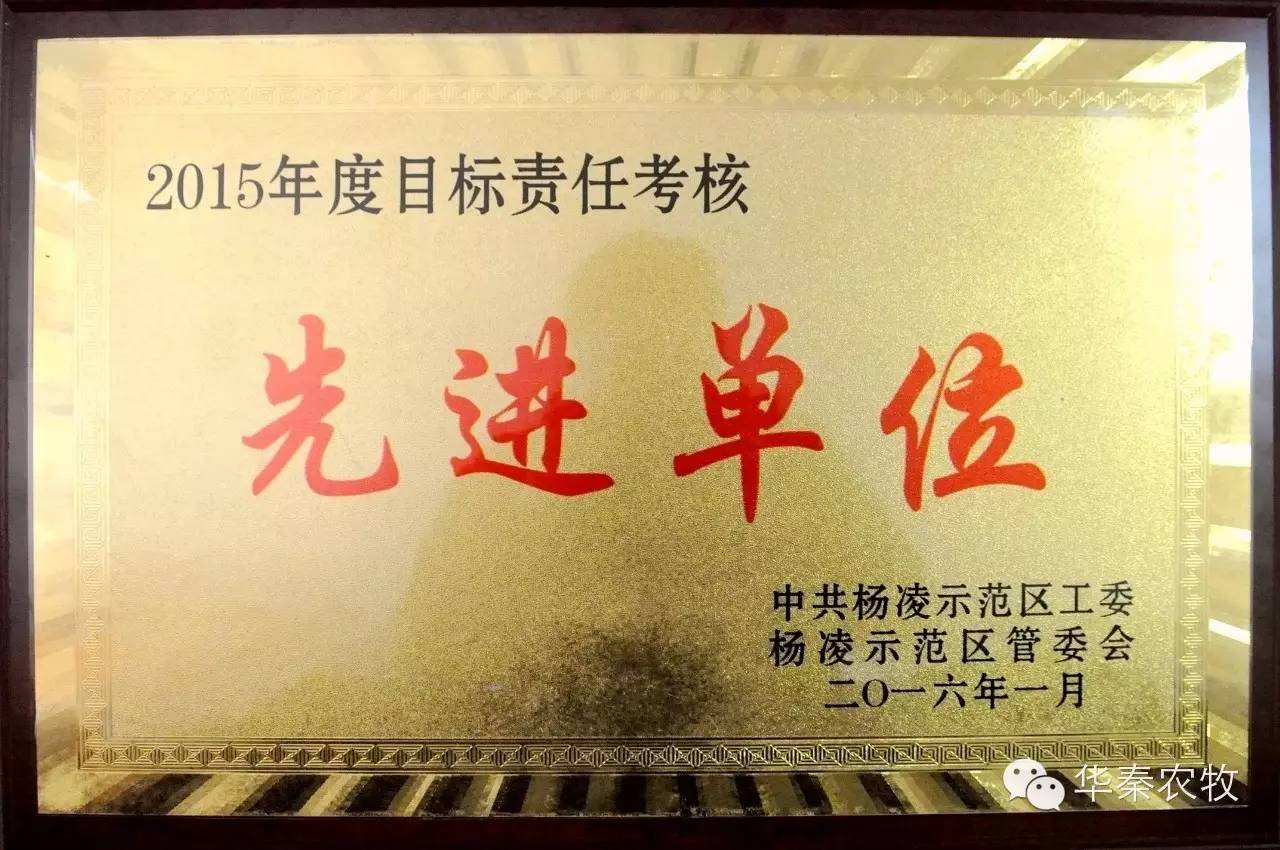 2015年度目标责任考核
先进单位
中共杨凌示范区工委
杨凌示范区管委会
二〇一六年一月
华秦农牧